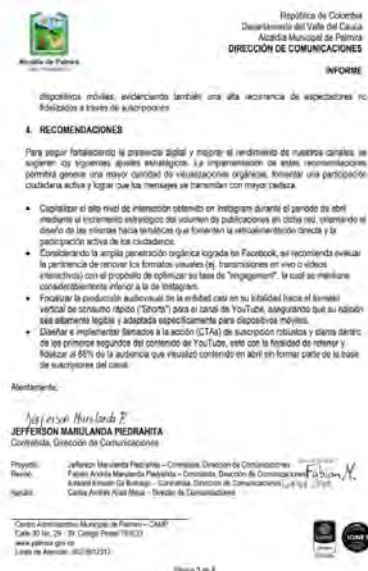 República de Colombia
Departamento del Valle del Cauca
Alcaldía Municipal de Palmira
DIRECCIÓN DE COMUNICACIONES
Alcaldía de Palmira
INFORME
dispositivos móviles, evidenciando también una alta recurrencia de espectadores no
fidelizados a través de suscripciones.
4. RECOMENDACIONES
Para seguir fortaleciendo la presencia digital y mejorar el rendimiento de nuestros canales, se
sugieren los siguientes ajustes estratégicos. La implementación de estas recomendaciones
permitirá generar una mayor cantidad de visualizaciones orgánicas, fomentar una participación
ciudadana activa y lograr que los mensajes se transmitan con mayor certeza.
• Capitalizar el alto nivel de interacción obtenido en Instagram durante el periodo de abril
mediante el incremento estratégico del volumen de publicaciones en dicha red, orientando el
diseño de las mismas hacia temáticas que fomenten la retroalimentación directa y la
participación activa de los ciudadanos.
• Considerando la amplia penetración orgánica lograda en Facebook, se recomienda evaluar
la pertinencia de renovar los formatos visuales (ej. transmisiones en vivo o videos
interactivos) con el propósito de optimizar su tasa de "engagement", la cual se mantiene
considerablemente inferior a la de Instagram.
• Focalizar la producción audiovisual de la entidad casi en su totalidad hacia el formato
vertical de consumo rápido ("Shorts") para el canal de YouTube, asegurando que su edición
sea altamente legible y adaptada específicamente para dispositivos móviles.
• Diseñar e implementar llamados a la acción (CTAs) de suscripción robustos y claros dentro
de los primeros segundos del contenido de YouTube, esto con la finalidad de retener y
fidelizar al 88% de la audiencia que visualizó contenido en abril sin formar parte de la base
de suscriptores del canal.
Atentamente,
Jefferson Marulanda P.
JEFFERSON MARULANDA PIEDRAHITA
Contratista, Dirección de Comunicaciones
Proyectó: Jefferson Marulanda Piedrahita – Contratista, Dirección de Comunicaciones
Revisó: Fabián Andrés Marulanda Piedrahita – Contratista, Dirección de Comunicaciones Fabian M.
Contratista, Dirección de Comunicaciones
Aprobó: Carlos Andrés Arias Mesa – Director de Comunicaciones
Centro Administrativo Municipal de Palmira – CAMP
Calle 30 No. 29 - 39: Código Postal 763533
www.palmira.gov.co
Línea de Atención: 602